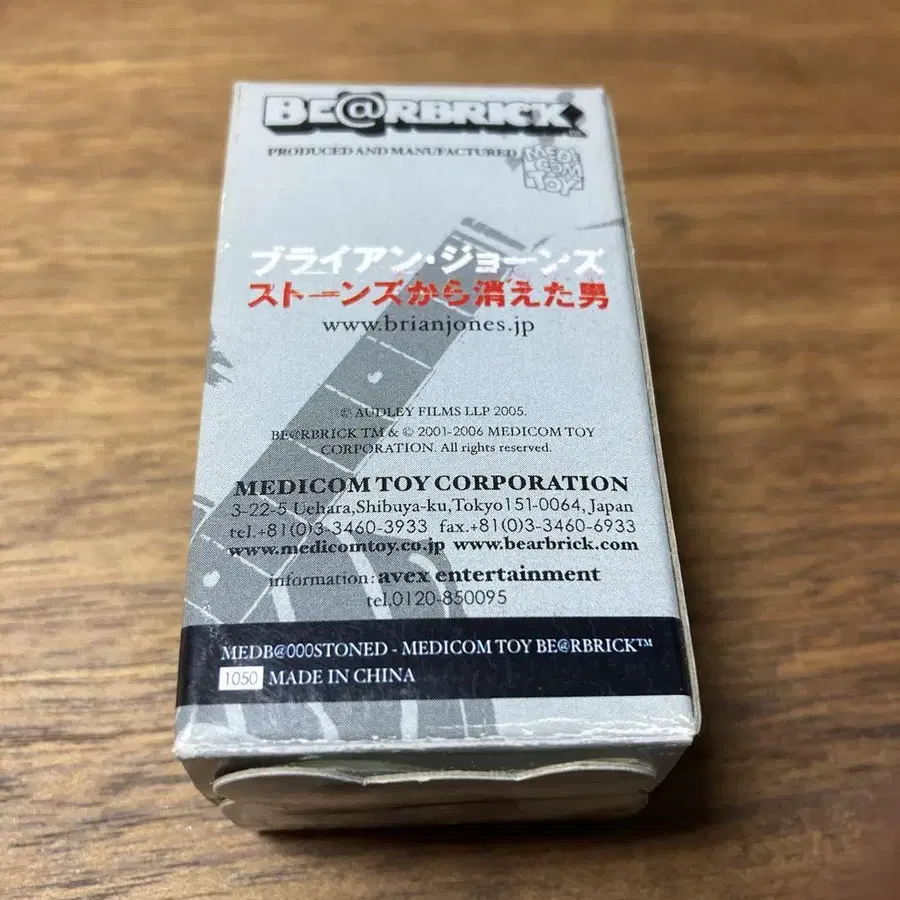 BE@RBRICK
PRODUCED AND MANUFACTURED MEDI COM TOY
ブライアン・ジョーンズ
ストーンズから消えた男
www.brianjones.jp
© AUDLEY FILMS LLP 2005.
BE@RBRICK TM & © 2001-2006 MEDICOM TOY
CORPORATION. All rights reserved.
MEDICOM TOY CORPORATION
3-22-5 Uehara,Shibuya-ku,Tokyo151-0064, Japan
tel.+81(0)3-3460-3933 fax.+81(0)3-3460-6933
www.medicomtoy.co.jp www.bearbrick.com
information: avex entertainment
tel.0120-850095
MEDB@000STONED - MEDICOM TOY BE@RBRICK™
1050 MADE IN CHINA